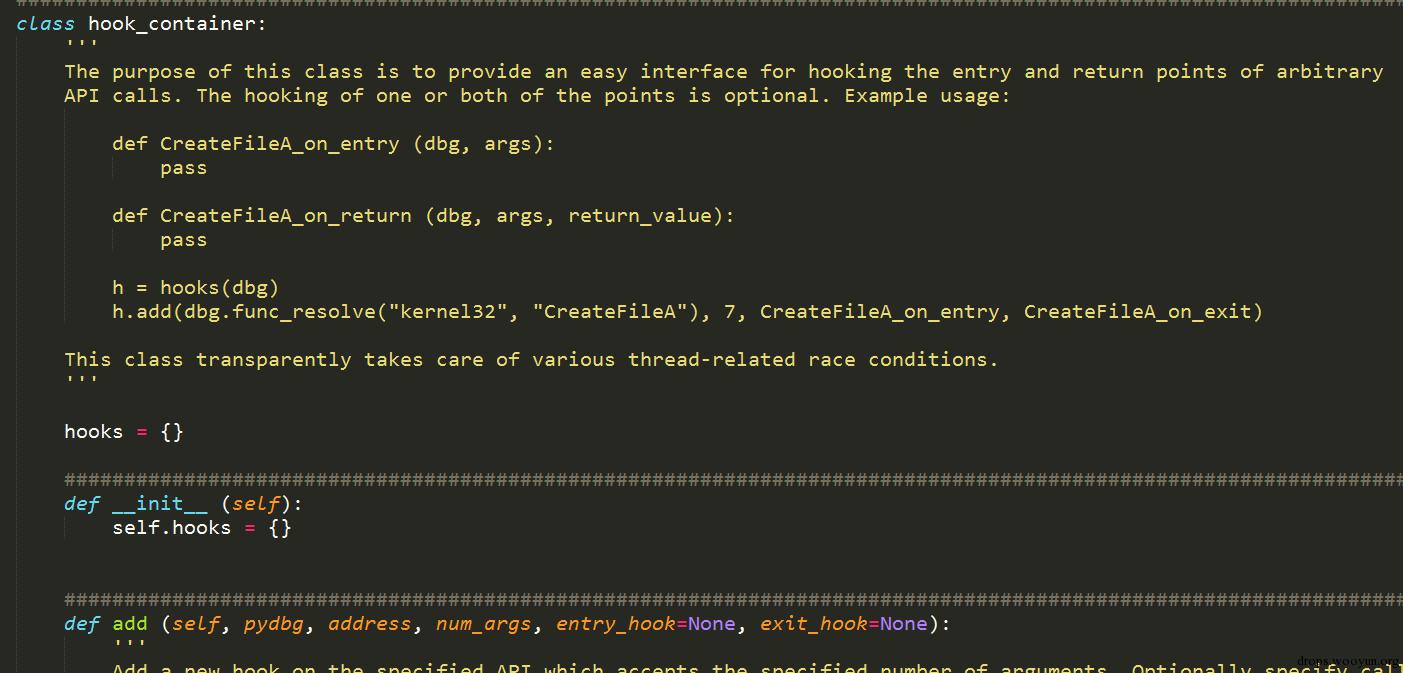 class hook_container:
'''
The purpose of this class is to provide an easy interface for hooking the entry and return points of arbitrary
API calls. The hooking of one or both of the points is optional. Example usage:
def CreateFileA_on_entry (dbg, args):
pass
def CreateFileA_on_return (dbg, args, return_value):
pass
h = hooks(dbg)
h.add(dbg.func_resolve("kernel32", "CreateFileA"), 7, CreateFileA_on_entry, CreateFileA_on_exit)
This class transparently takes care of various thread-related race conditions.
'''
hooks = {}
def __init__ (self):
self.hooks = {}
def add (self, pydbg, address, num_args, entry_hook=None, exit_hook=None):
'''
Add a new hook on the specified API which accepts the specified number of arguments. Optionally specify call
drops.wooyun.org